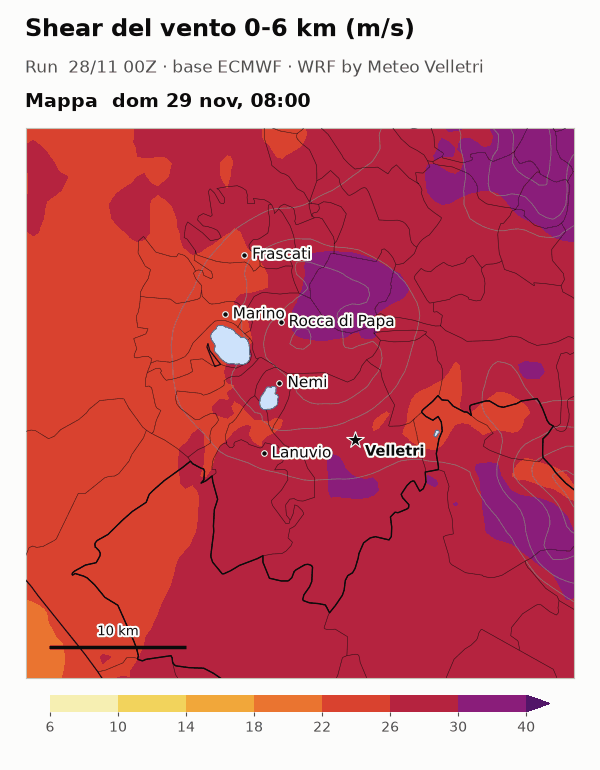 Shear del vento 0-6 km (m/s)
Run  28/11 00Z · base ECMWF · WRF by Meteo Velletri
Mappa  dom 29 nov, 08:00
Frascati
Marino
Rocca di Papa
Nemi
Velletri
Lanuvio
10 km
6 10 14 18 22 26 30 40